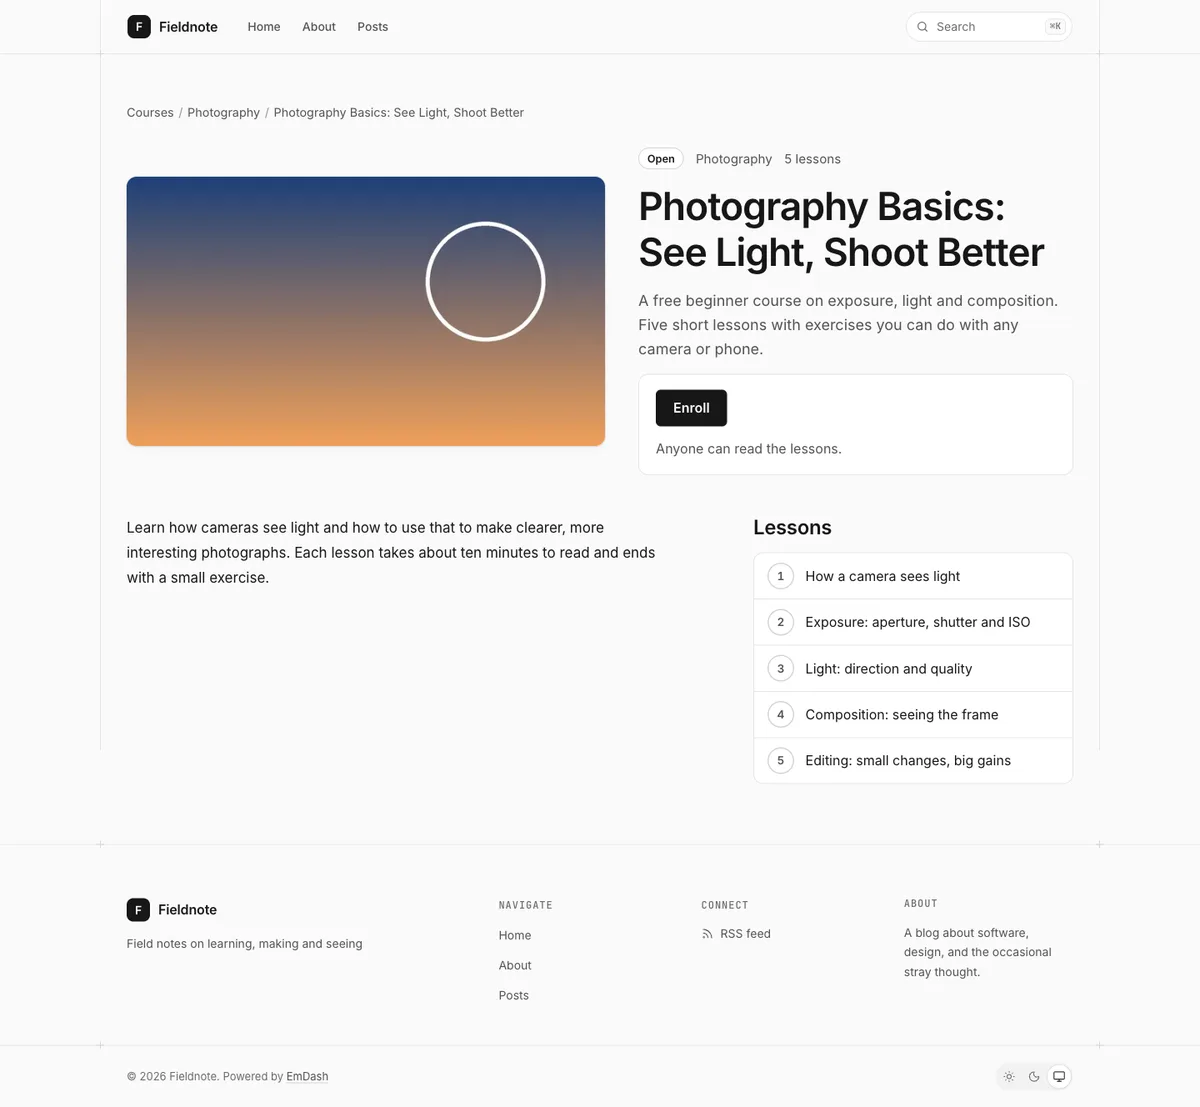 F Fieldnote Home About Posts Search ⌘K
Courses / Photography / Photography Basics: See Light, Shoot Better
Open Photography 5 lessons
Photography Basics:
See Light, Shoot Better
A free beginner course on exposure, light and composition.
Five short lessons with exercises you can do with any
camera or phone.
Enroll
Anyone can read the lessons.
Learn how cameras see light and how to use that to make clearer, more
interesting photographs. Each lesson takes about ten minutes to read and ends
with a small exercise.
Lessons
1 How a camera sees light
2 Exposure: aperture, shutter and ISO
3 Light: direction and quality
4 Composition: seeing the frame
5 Editing: small changes, big gains
F Fieldnote
Field notes on learning, making and seeing
NAVIGATE
Home
About
Posts
CONNECT
RSS feed
ABOUT
A blog about software,
design, and the occasional
stray thought.
© 2026 Fieldnote. Powered by EmDash